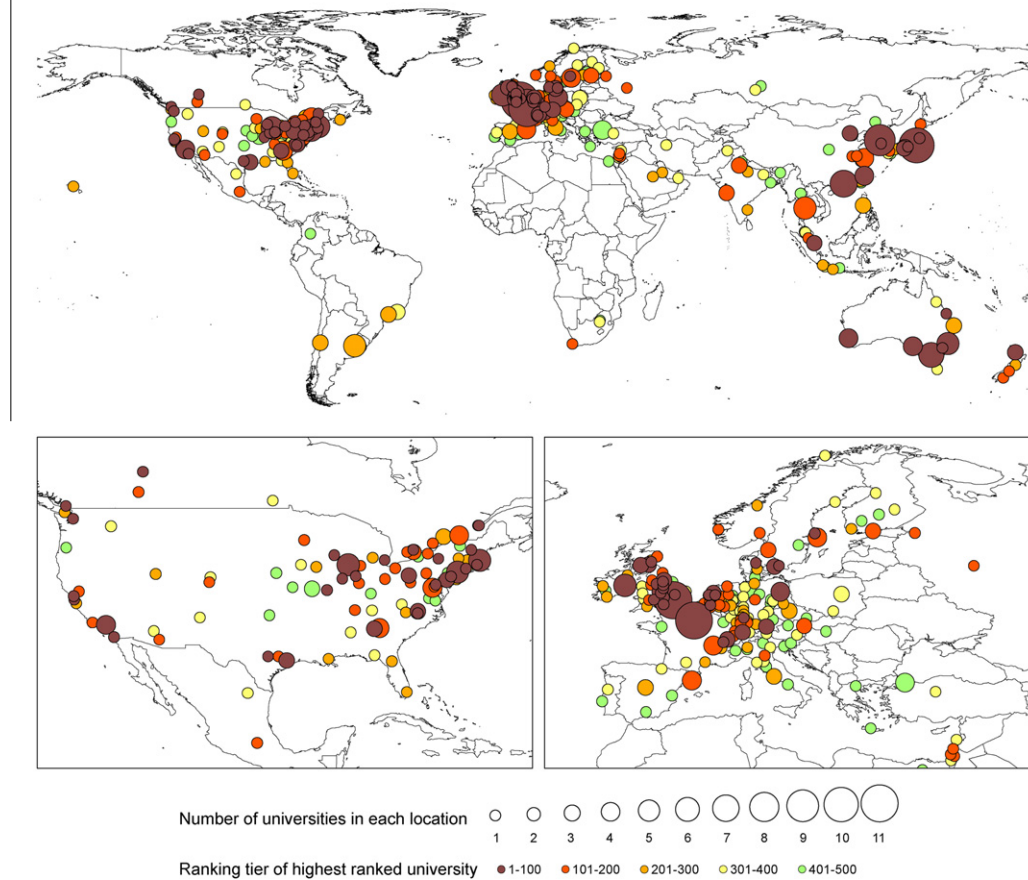 Number of universities in each location
1 2 3 4 5 6 7 8 9 10 11
Ranking tier of highest ranked university 1-100 101-200 201-300 301-400 401-500